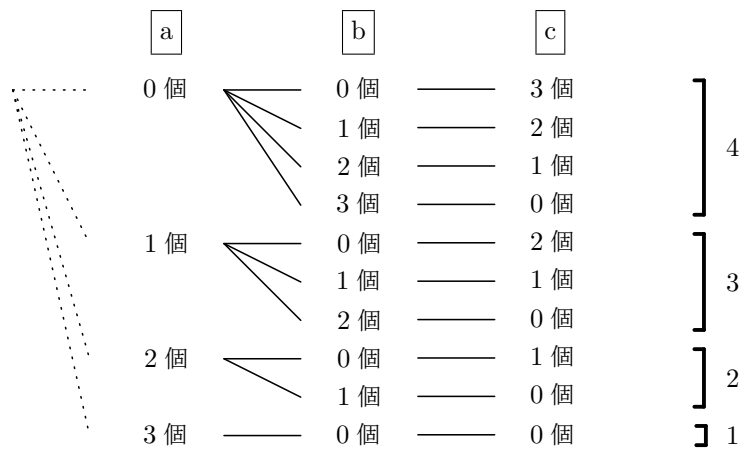 a b c
0 個 0 個 3 個
1 個 2 個
2 個 1 個
4
3 個 0 個
1 個 0 個 2 個
1 個 1 個
3
2 個 0 個
2 個 0 個 1 個
2
1 個 0 個
3 個 0 個 0 個 1